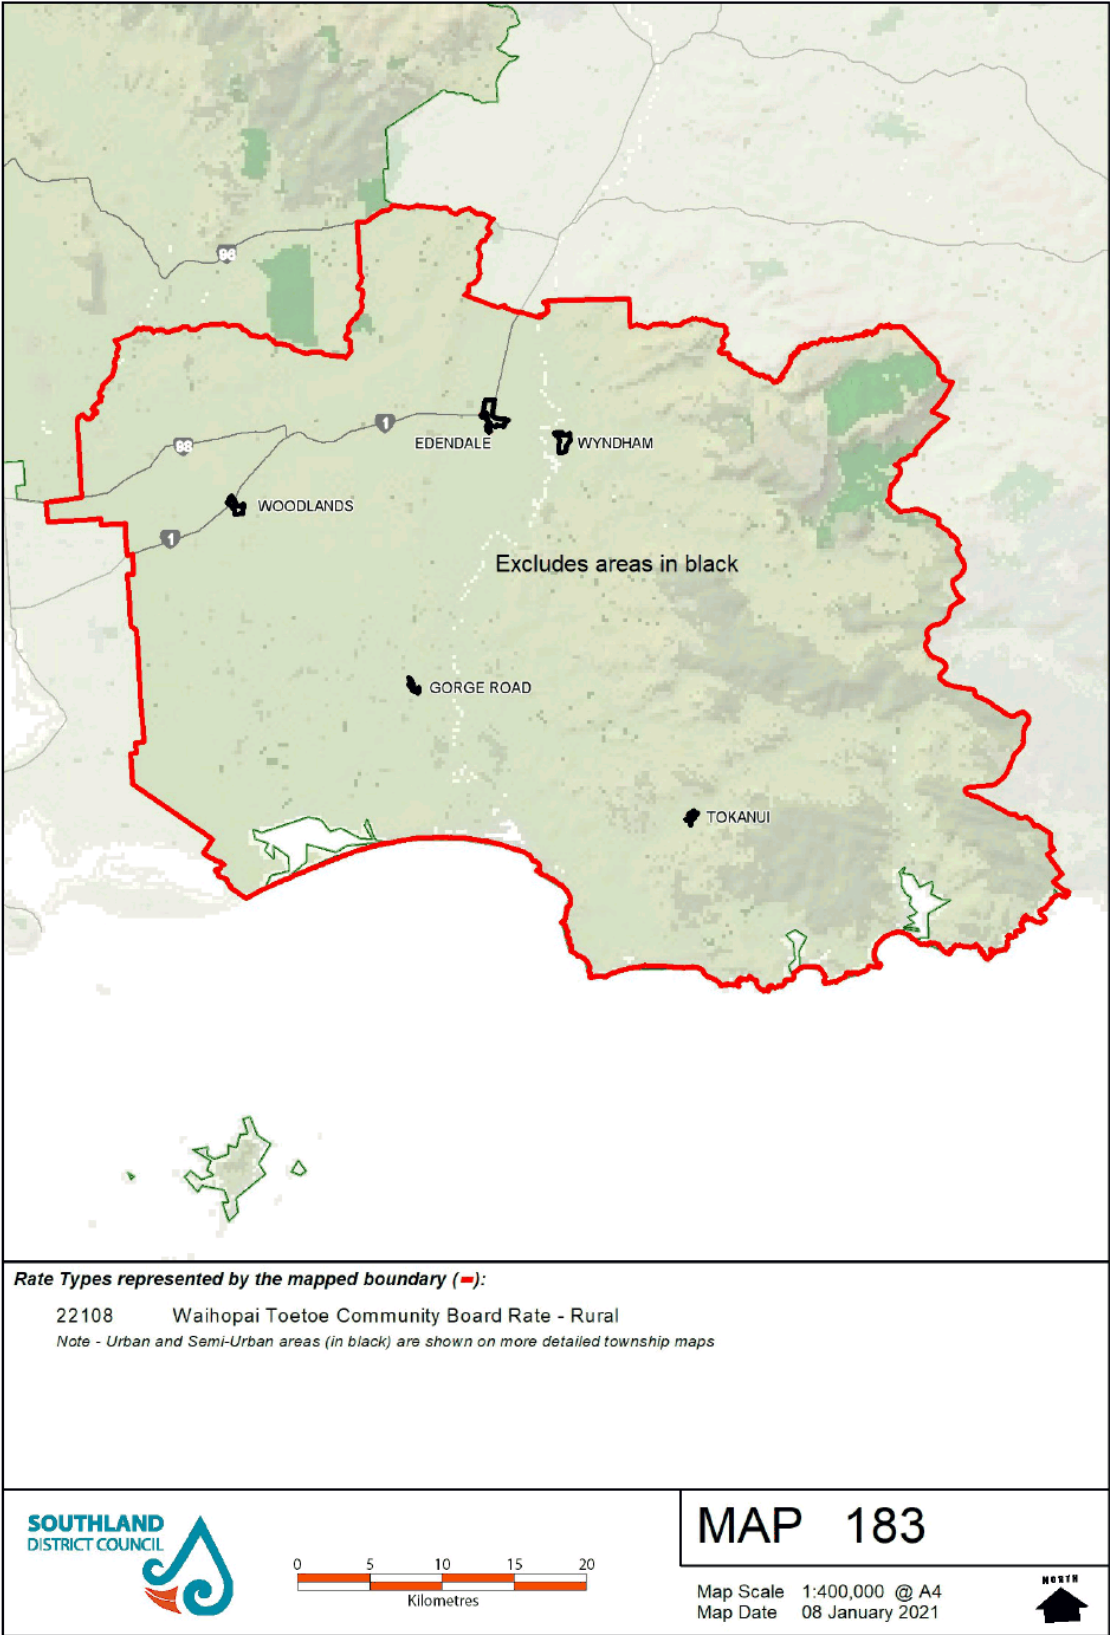 96
1
98
EDENDALE
WYNDHAM
WOODLANDS
1
Excludes areas in black
GORGE ROAD
TOKANUI
Rate Types represented by the mapped boundary (-):
22108 Waihopai Toetoe Community Board Rate - Rural
Note - Urban and Semi-Urban areas (in black) are shown on more detailed township maps
SOUTHLAND
DISTRICT COUNCIL
0 5 10 15 20
Kilometres
MAP 183
Map Scale 1:400,000 @ A4
Map Date 08 January 2021
NORTH